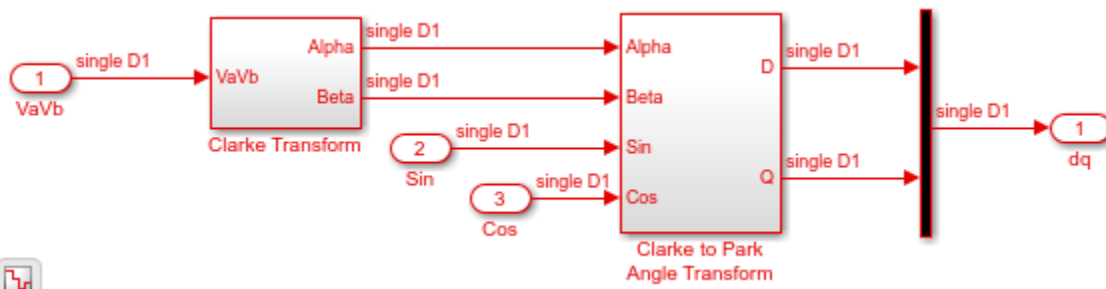 single D1
1
VaVb
VaVb
Alpha
Beta
Clarke Transform
single D1
single D1
single D1
2
Sin
single D1
3
Cos
Alpha
Beta
Sin
Cos
D
Q
Clarke to Park
Angle Transform
single D1
single D1
single D1
1
dq